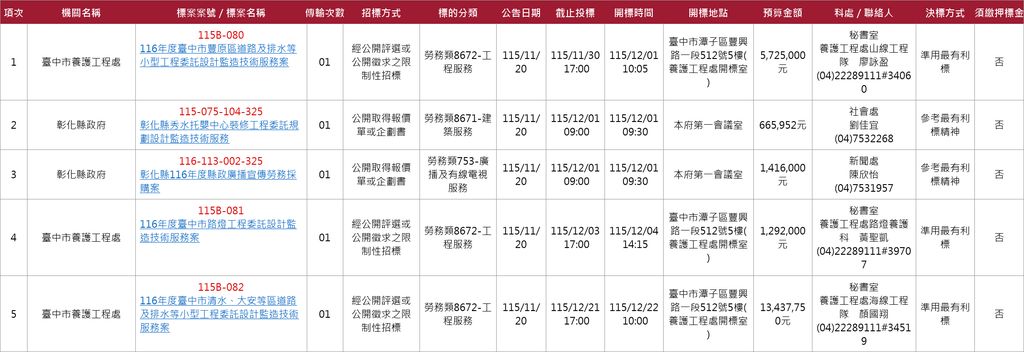 項次 機關名稱 標案案號 / 標案名稱 傳輸次數 招標方式 標的分類 公告日期 截止投標 開標時間 開標地點 預算金額 科處 / 聯絡人 決標方式 須繳押標金
1
臺中市養護工程處
115B-080
116年度臺中市豐原區道路及排水等
小型工程委託設計監造技術服務案
01
經公開評選或
公開徵求之限
制性招標
勞務類8672-工
程服務
115/11/
20
115/11/30
17:00
115/12/01
10:05
臺中市潭子區豐興
路一段512號5樓(
養護工程處開標室
)
5,725,000
元
秘書室
養護工程處山線工程
隊 廖詠盈
(04)22289111#3406
0
準用最有利
標
否
2
彰化縣政府
115-075-104-325
彰化縣秀水托嬰中心裝修工程委託規
劃設計監造技術服務
01
公開取得報價
單或企劃書
勞務類8671-建
築服務
115/11/
20
115/12/01
09:00
115/12/01
09:30
本府第一會議室
665,952元
社會處
劉佳宜
(04)7532268
參考最有利
標精神
否
3
彰化縣政府
116-113-002-325
彰化縣116年度縣政廣播宣傳勞務採
購案
01
公開取得報價
單或企劃書
勞務類753-廣
播及有線電視
服務
115/11/
20
115/12/01
09:00
115/12/01
09:30
本府第一會議室
1,416,000
元
新聞處
陳欣怡
(04)7531957
參考最有利
標精神
否
4
臺中市養護工程處
115B-081
116年度臺中市路燈工程委託設計監
造技術服務案
01
經公開評選或
公開徵求之限
制性招標
勞務類8672-工
程服務
115/11/
20
115/12/03
17:00
115/12/04
14:15
臺中市潭子區豐興
路一段512號5樓(
養護工程處開標室
)
1,292,000
元
秘書室
養護工程處路燈養護
科 黃聖凱
(04)22289111#3970
7
準用最有利
標
否
5
臺中市養護工程處
115B-082
116年度臺中市清水、大安等區道路
及排水等小型工程委託設計監造技術
服務案
01
經公開評選或
公開徵求之限
制性招標
勞務類8672-工
程服務
115/11/
20
115/12/21
17:00
115/12/22
10:00
臺中市潭子區豐興
路一段512號5樓(
養護工程處開標室
)
13,437,75
0元
秘書室
養護工程處海線工程
隊 顏國翔
(04)22289111#3451
9
準用最有利
標
否